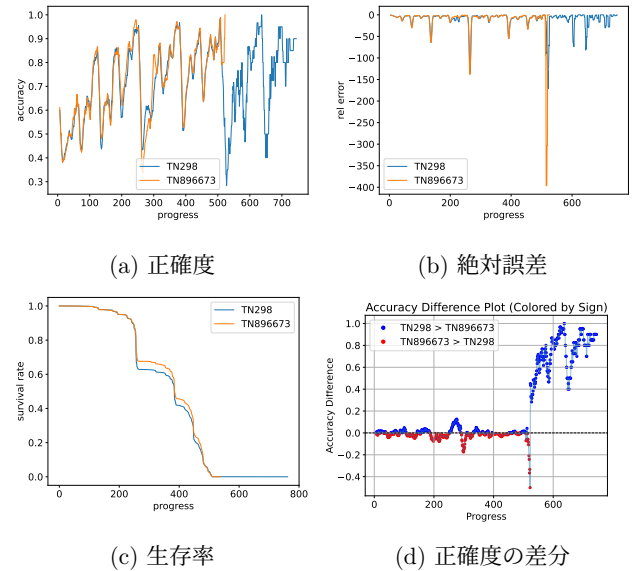 1.0
0.9
0.8
0.7
0.6
0.5
0.4
0.3
accuracy
TN298
TN896673
0 100 200 300 400 500 600 700
progress
(a) 正確度
0
−50
−100
−150
−200
−250
−300
−350
−400
rel error
TN298
TN896673
0 200 400 600
progress
(b) 絶対誤差
1.0
0.8
0.6
0.4
0.2
0.0
survival rate
TN298
TN896673
0 200 400 600 800
progress
(c) 生存率
Accuracy Difference Plot (Colored by Sign)
1.0
0.8
0.6
0.4
0.2
0.0
−0.2
−0.4
Accuracy Difference
TN298 > TN896673
TN896673 > TN298
0 200 400 600
Progress
(d) 正確度の差分